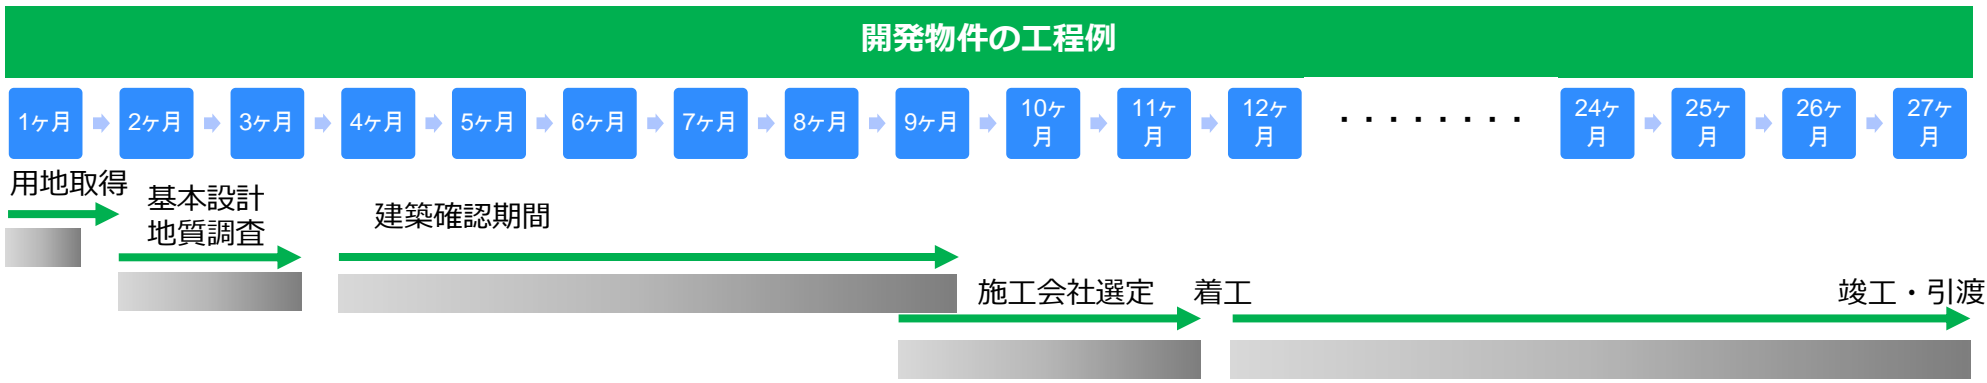 開発物件の工程例
1ヶ月 2ヶ月 3ヶ月 4ヶ月 5ヶ月 6ヶ月 7ヶ月 8ヶ月 9ヶ月 10ヶ月 11ヶ月 12ヶ月 ・・・・・・・・ 24ヶ月 25ヶ月 26ヶ月 27ヶ月
用地取得
基本設計
地質調査
建築確認期間
施工会社選定 着工 竣工・引渡